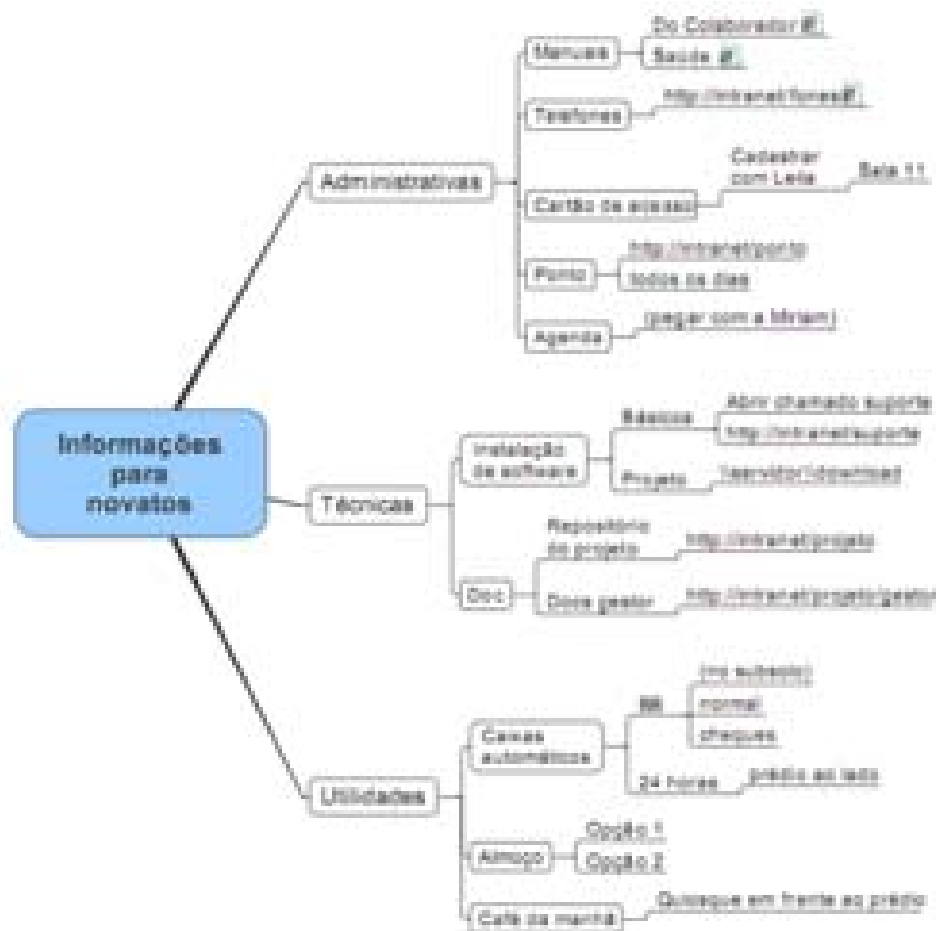 Do Colaborador
Manuais
Saúde
http://intranet/fones
Telefones
Cadastrar
com Leila
Sala 11
Administrativas
Cartão de acesso
http://intranet/ponto
Ponto
todos os dias
(pegar com a Miriam)
Agenda
Informações
para
novatos
Abrir chamado suporte
Básicos
http://intranet/suporte
Instalação
de software
Projeto
\\servidor\download
Técnicas
Repositório
do projeto
http://intranet/projeto
Doc
Docs gestor
http://intranet/projeto/gestor
(no subsolo)
BB
normal
cheques
Caixas
automáticos
24 horas
prédio ao lado
Utilidades
Opção 1
Almoço
Opção 2
Quiosque em frente ao prédio
Café da manhã